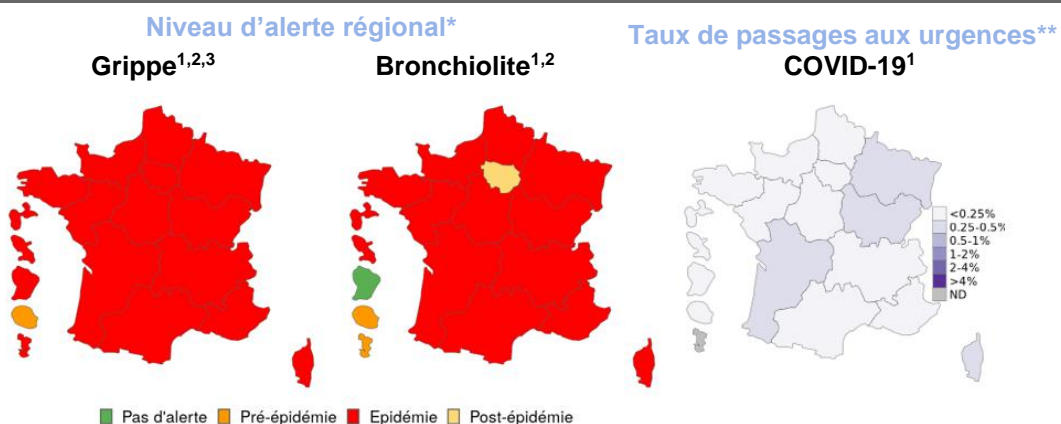 Niveau d'alerte régional*
Taux de passages aux urgences**
Grippe1,2,3
Bronchiolite1,2
COVID-191
<0.25%
0.25-0.5%
0.5-1%
1-2%
2-4%
>4%
ND
Pas d'alerte Pré-épidémie Epidémie Post-épidémie